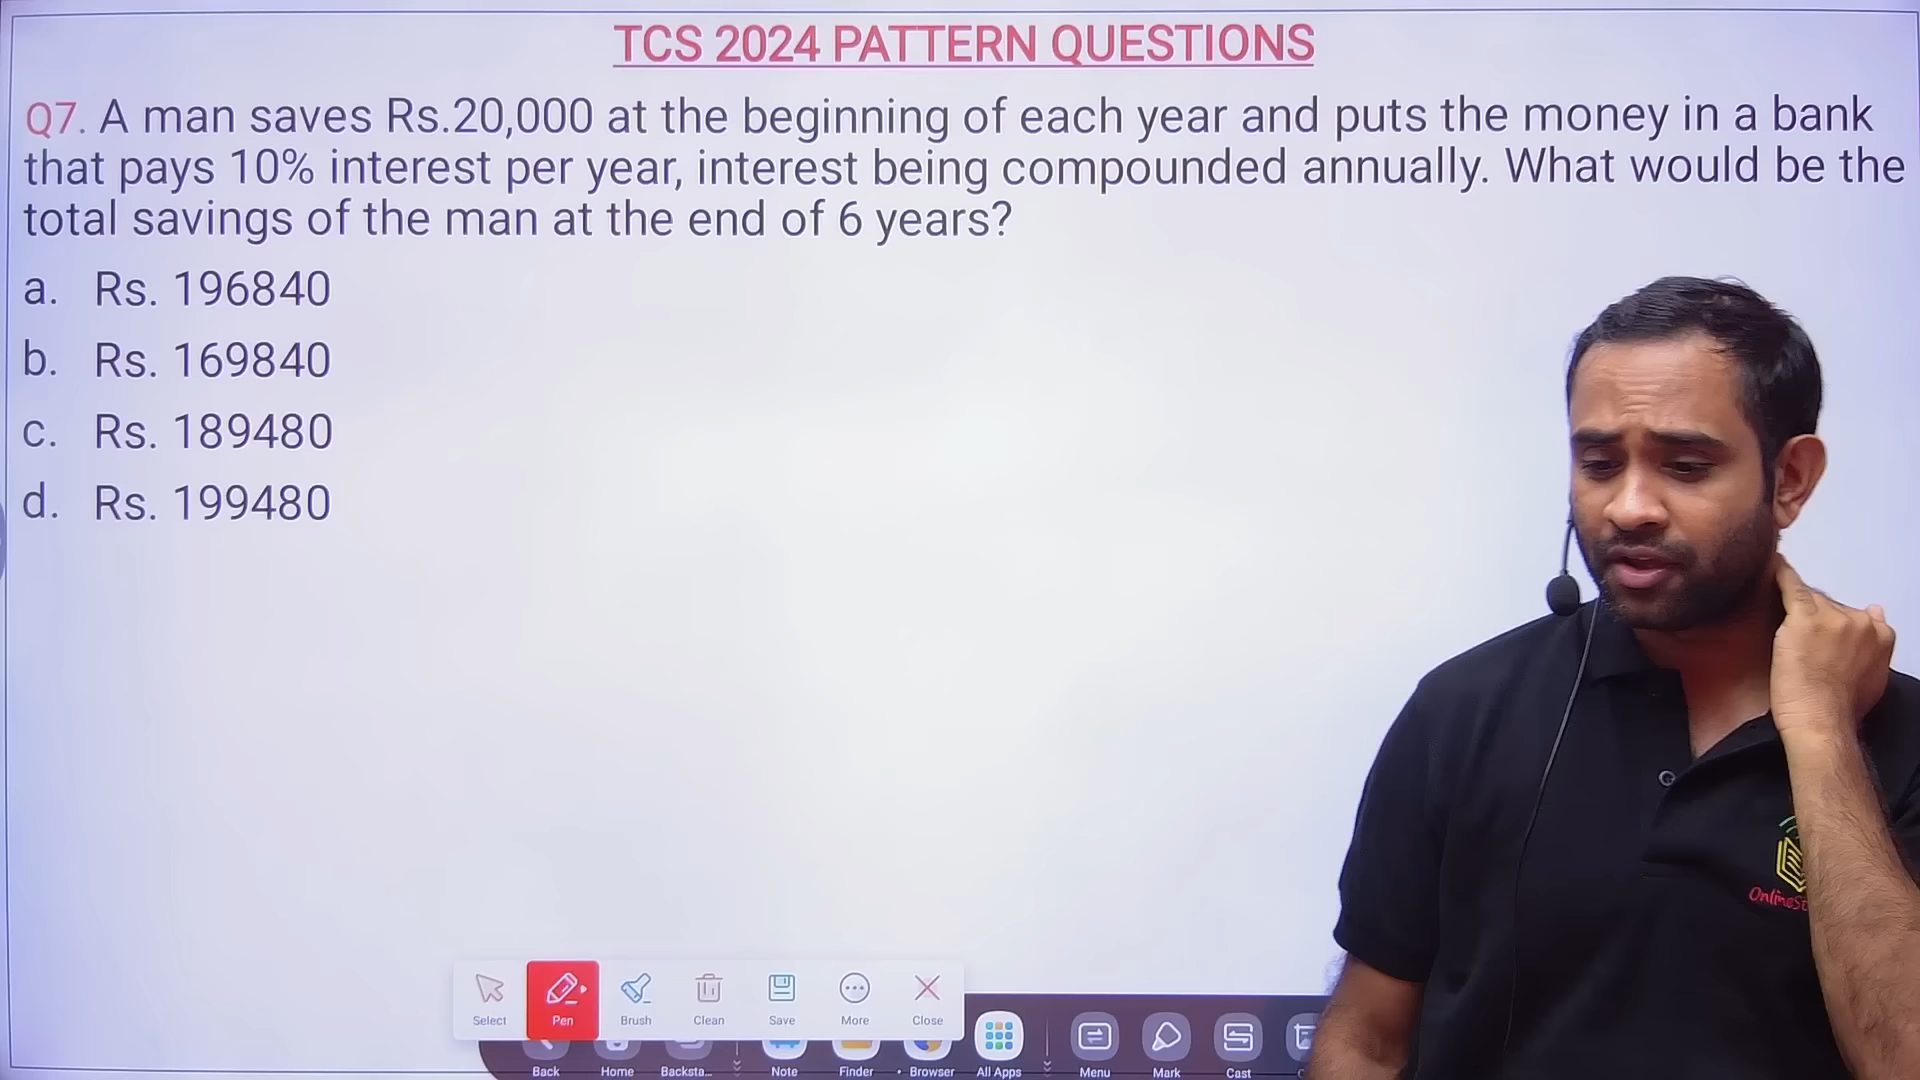 TCS 2024 PATTERN QUESTIONS
Q7. A man saves Rs.20,000 at the beginning of each year and puts the money in a bank
that pays 10% interest per year, interest being compounded annually. What would be the
total savings of the man at the end of 6 years?
a. Rs. 196840
b. Rs. 169840
c. Rs. 189480
d. Rs. 199480
Select Pen Brush Clean Save More Close
Back Home Backsta... Note Finder • Browser All Apps Menu Mark Cast